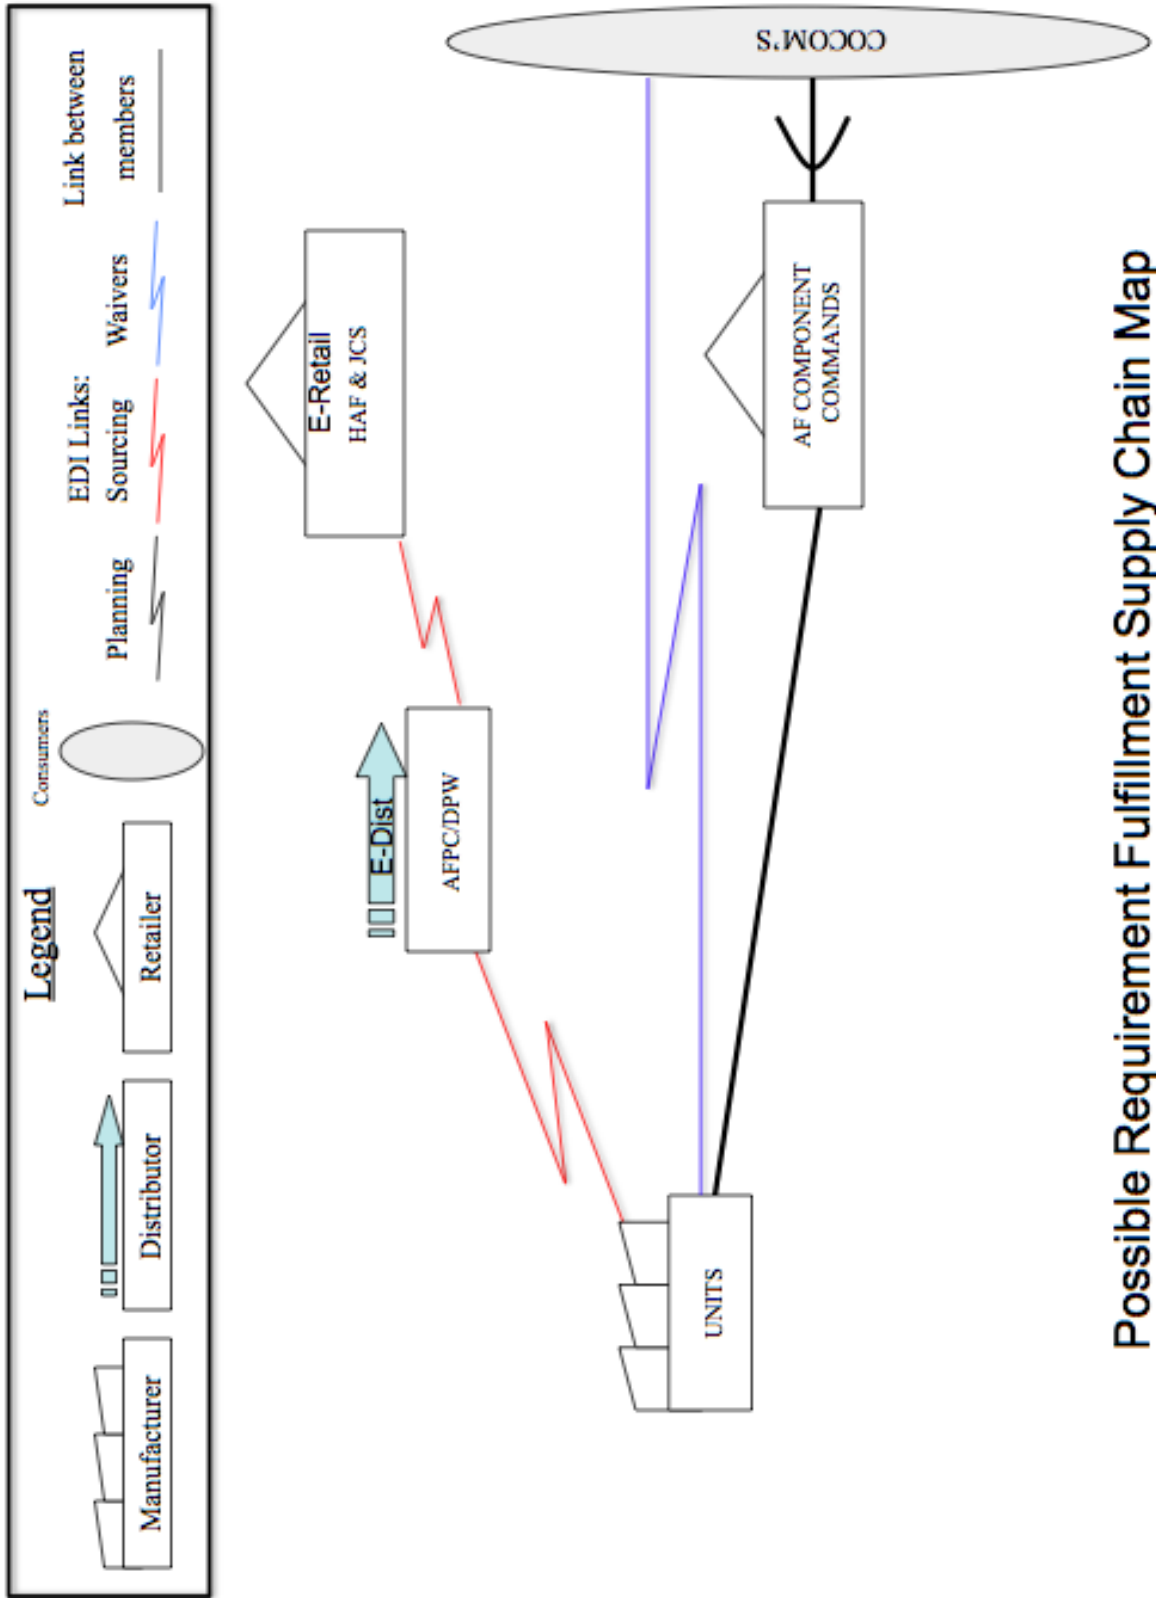 Legend
Manufacturer
Distributor
Retailer
Consumers
EDI Links:
Planning
Sourcing
Waivers
Link between
members
E-Retail
HAF & JCS
E-Dist
AFPC/DPW
UNITS
AF COMPONENT
COMMANDS
COCOM'S
Possible Requirement Fulfillment Supply Chain Map